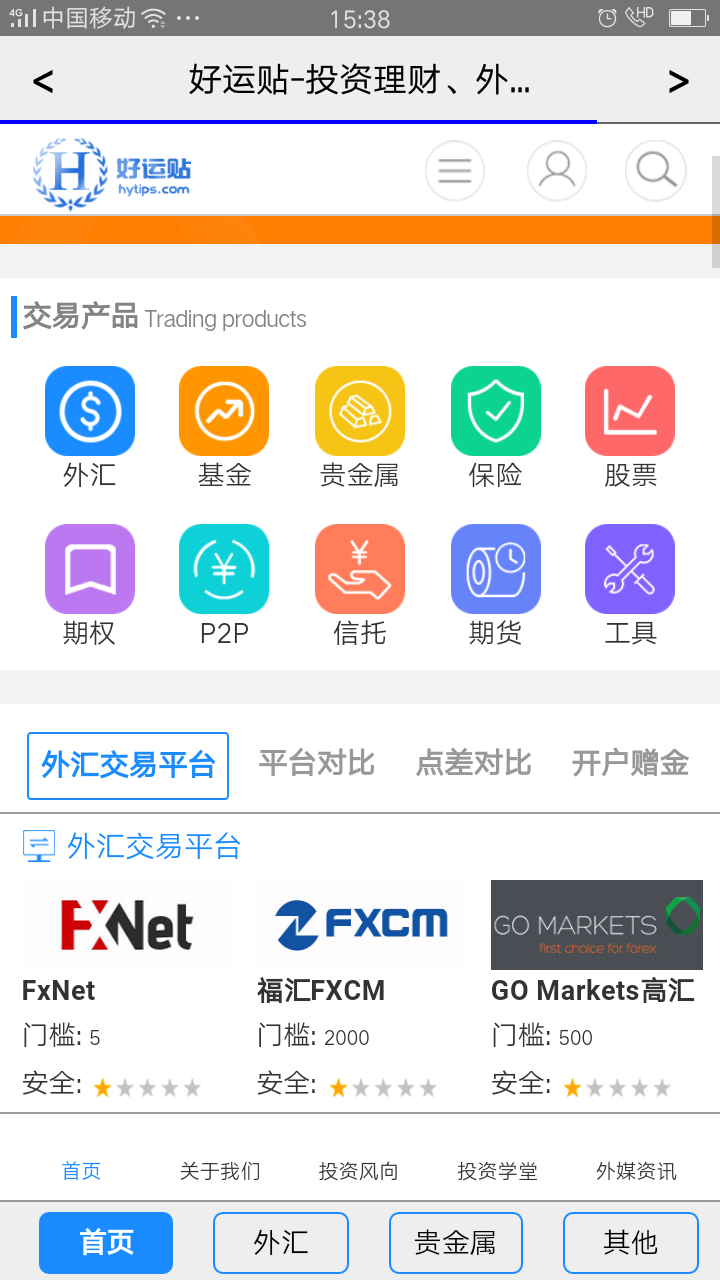 4G 中国移动 ... 15:38 HD
< 好运贴-投资理财、外... >
H 好运贴
hytips.com
交易产品 Trading products
外汇 基金 贵金属 保险 股票
期权 P2P 信托 期货 工具
外汇交易平台 平台对比 点差对比 开户赠金
外汇交易平台
FxNet FXCM GO MARKETS
first choice for forex
FxNet 福汇FXCM GO Markets高汇
门槛: 5 门槛: 2000 门槛: 500
安全: 安全: 安全:
首页 关于我们 投资风向 投资学堂 外媒资讯
首页 外汇 贵金属 其他